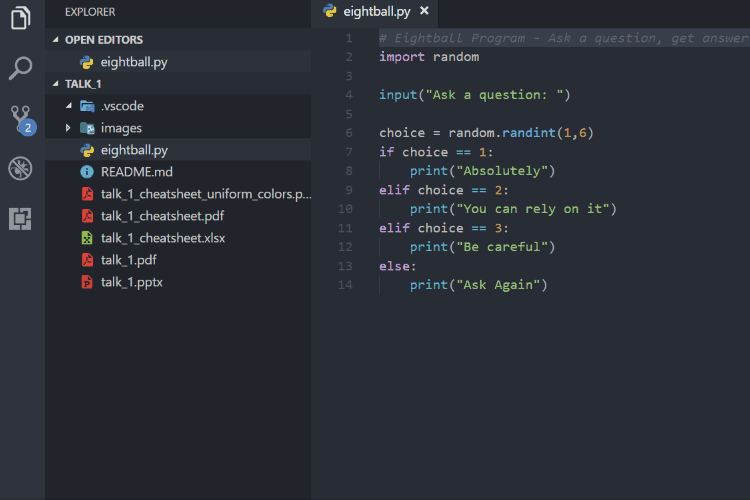 EXPLORER
OPEN EDITORS
eightball.py
TALK_1
.vscode
images
eightball.py
README.md
talk_1_cheatsheet_uniform_colors.p...
talk_1_cheatsheet.pdf
talk_1_cheatsheet.xlsx
talk_1.pdf
talk_1.pptx
2
eightball.py ×
1 # Eightball Program - Ask a question, get answer
2 import random
3
4 input("Ask a question: ")
5
6 choice = random.randint(1,6)
7 if choice == 1:
8     print("Absolutely")
9 elif choice == 2:
10     print("You can rely on it")
11 elif choice == 3:
12     print("Be careful")
13 else:
14     print("Ask Again")